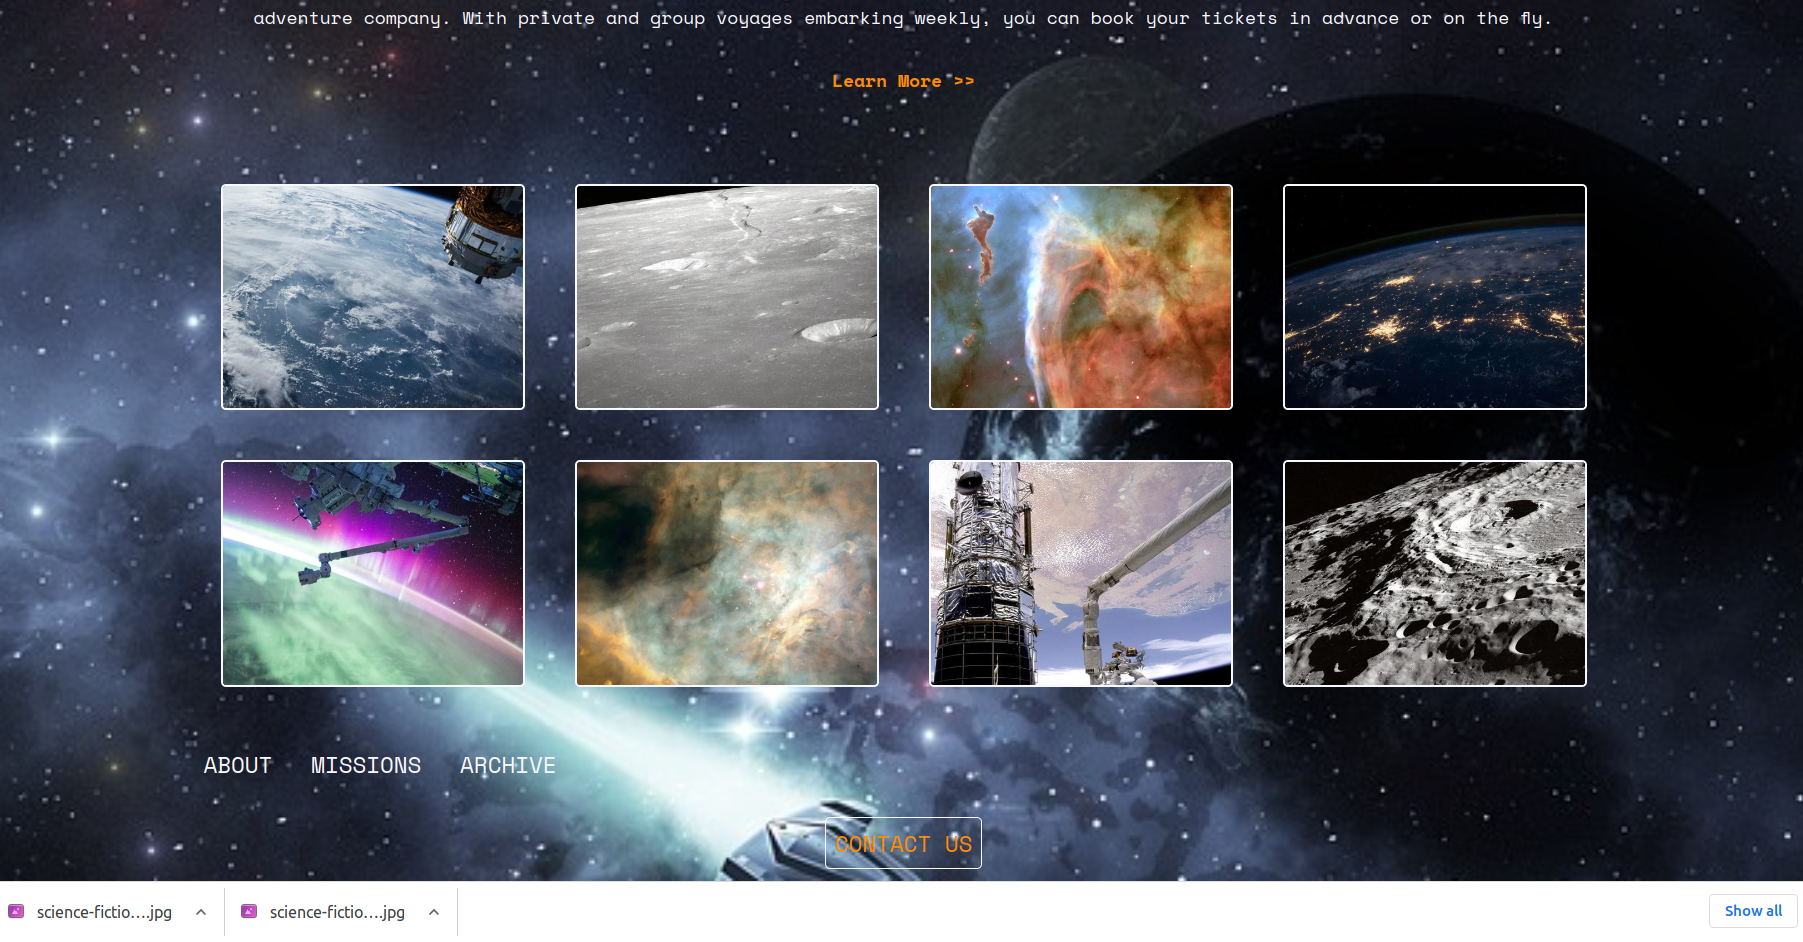 adventure company. With private and group voyages embarking weekly, you can book your tickets in advance or on the fly.
Learn More >>
ABOUT MISSIONS ARCHIVE
CONTACT US
science-fictio....jpg science-fictio....jpg Show all